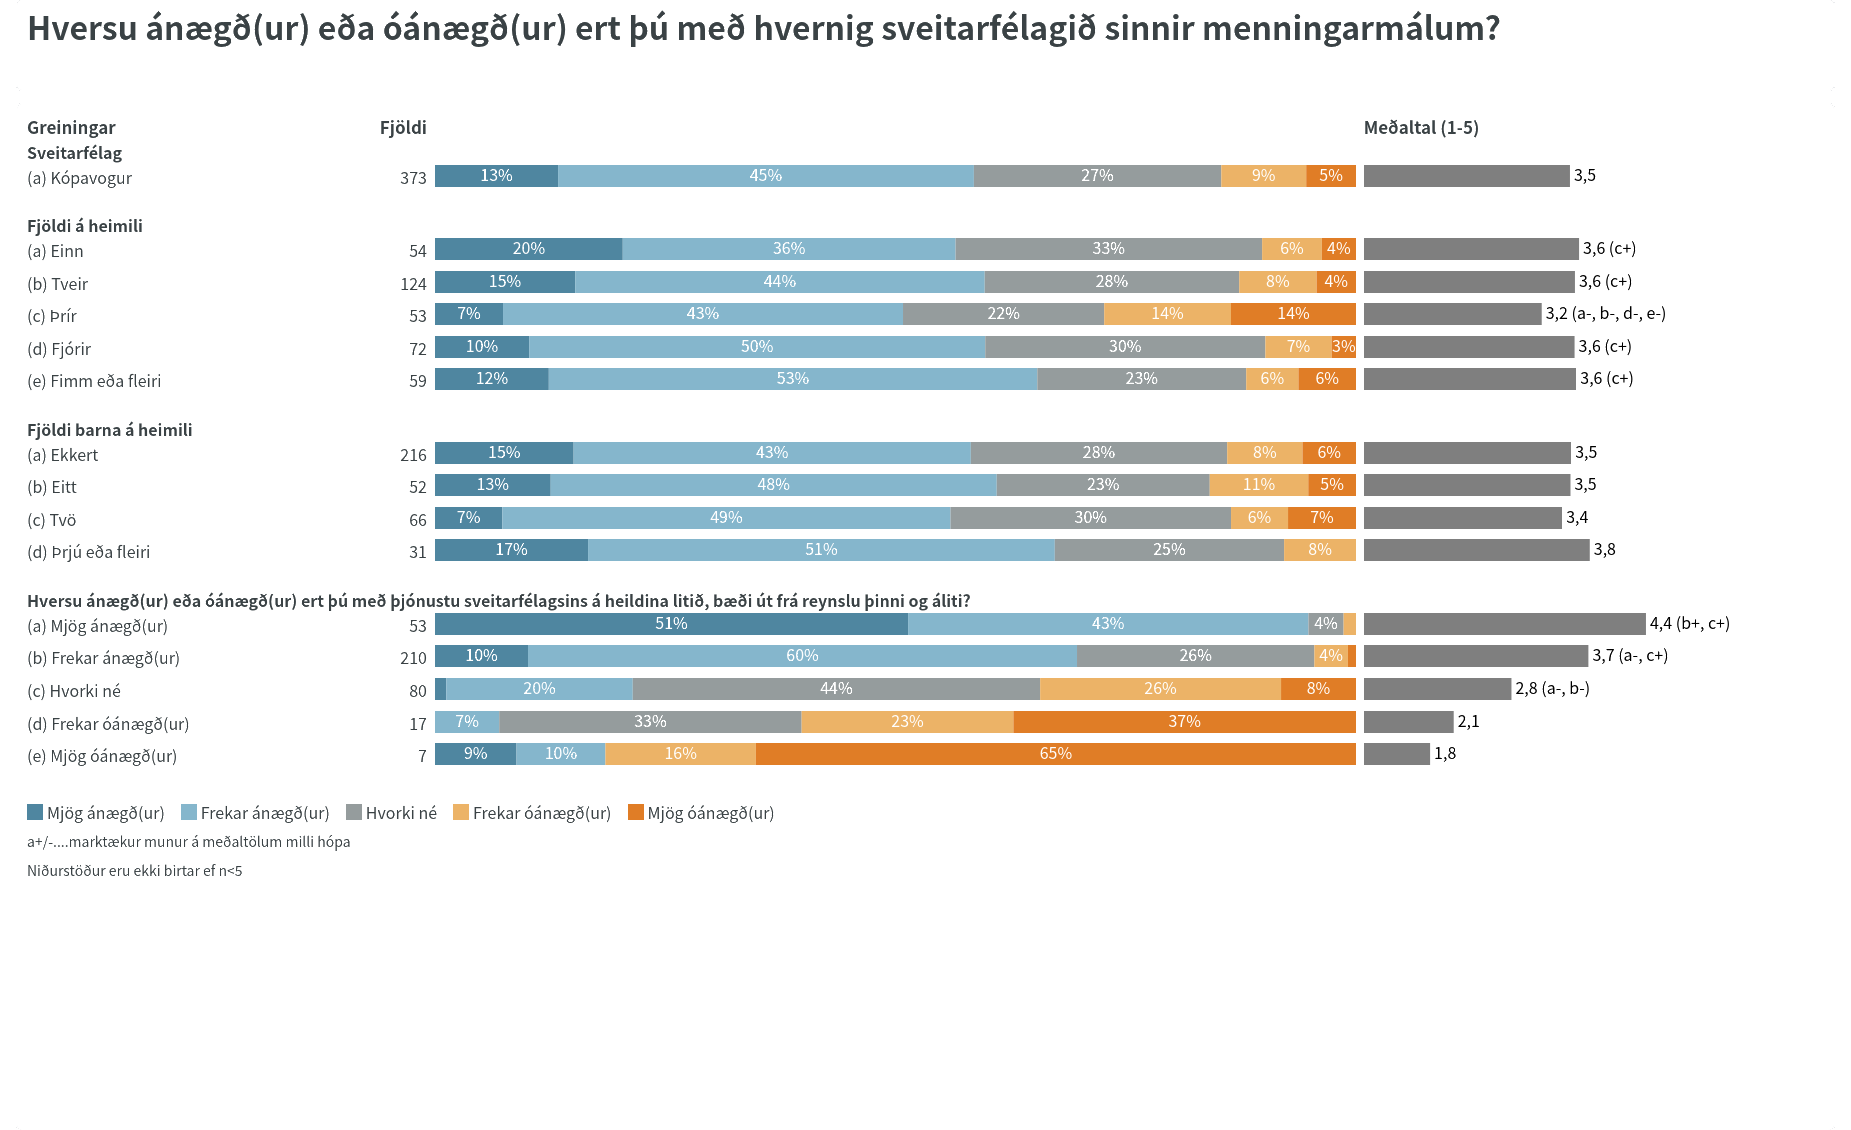 Hversu ánægð(ur) eða óánægð(ur) ert þú með hvernig sveitarfélagið sinnir menningarmálum?
Greiningar Fjöldi Meðaltal (1-5)
Sveitarfélag
(a) Kópavogur 373 13% 45% 27% 9% 5% 3,5
Fjöldi á heimili
(a) Einn 54 20% 36% 33% 6% 4% 3,6 (c+)
(b) Tveir 124 15% 44% 28% 8% 4% 3,6 (c+)
(c) Þrír 53 7% 43% 22% 14% 14% 3,2 (a-, b-, d-, e-)
(d) Fjórir 72 10% 50% 30% 7% 3% 3,6 (c+)
(e) Fimm eða fleiri 59 12% 53% 23% 6% 6% 3,6 (c+)
Fjöldi barna á heimili
(a) Ekkert 216 15% 43% 28% 8% 6% 3,5
(b) Eitt 52 13% 48% 23% 11% 5% 3,5
(c) Tvö 66 7% 49% 30% 6% 7% 3,4
(d) Þrjú eða fleiri 31 17% 51% 25% 8% 3,8
Hversu ánægð(ur) eða óánægð(ur) ert þú með þjónustu sveitarfélagsins á heildina litið, bæði út frá reynslu þinni og áliti?
(a) Mjög ánægð(ur) 53 51% 43% 4% 4,4 (b+, c+)
(b) Frekar ánægð(ur) 210 10% 60% 26% 4% 3,7 (a-, c+)
(c) Hvorki né 80 20% 44% 26% 8% 2,8 (a-, b-)
(d) Frekar óánægð(ur) 17 7% 33% 23% 37% 2,1
(e) Mjög óánægð(ur) 7 9% 10% 16% 65% 1,8
Mjög ánægð(ur) Frekar ánægð(ur) Hvorki né Frekar óánægð(ur) Mjög óánægð(ur)
a+/-....marktækur munur á meðaltölum milli hópa
Niðurstöður eru ekki birtar ef n<5